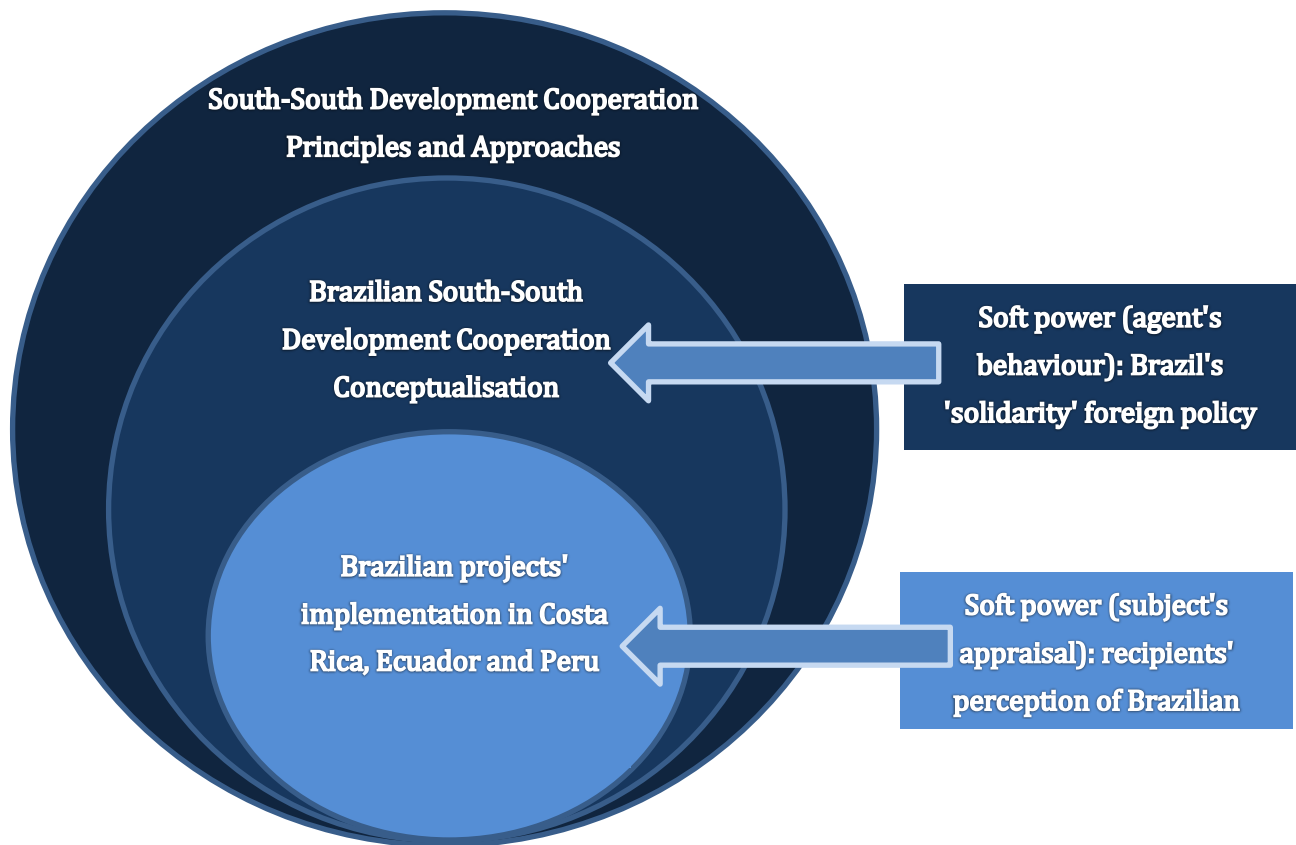 South-South Development Cooperation
Principles and Approaches
Brazilian South-South
Development Cooperation
Conceptualisation
Soft power (agent's
behaviour): Brazil's
'solidarity' foreign policy
Brazilian projects'
implementation in Costa
Rica, Ecuador and Peru
Soft power (subject's
appraisal): recipients'
perception of Brazilian